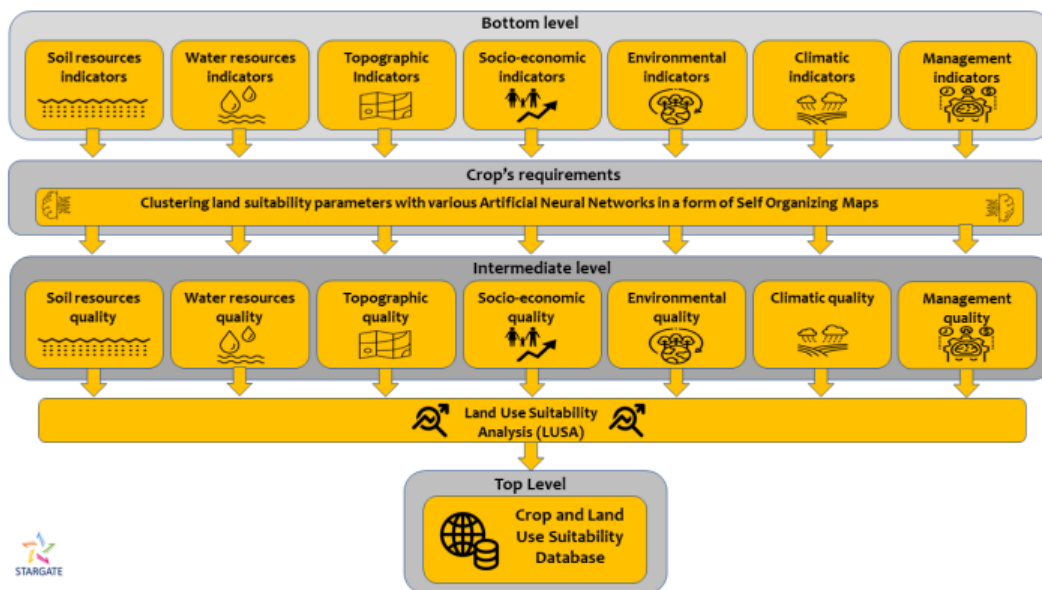 Bottom level
Soil resources
indicators
Water resources
indicators
Topographic
Indicators
Socio-economic
indicators
Environmental
indicators
Climatic
indicators
Management
indicators
Crop's requirements
Clustering land suitability parameters with various Artificial Neural Networks in a form of Self Organizing Maps
Intermediate level
Soil resources
quality
Water resources
quality
Topographic
quality
Socio-economic
quality
Environmental
quality
Climatic quality
Management
quality
Land Use Suitability
Analysis (LUSA)
Top Level
Crop and Land
Use Suitability
Database
STARGATE